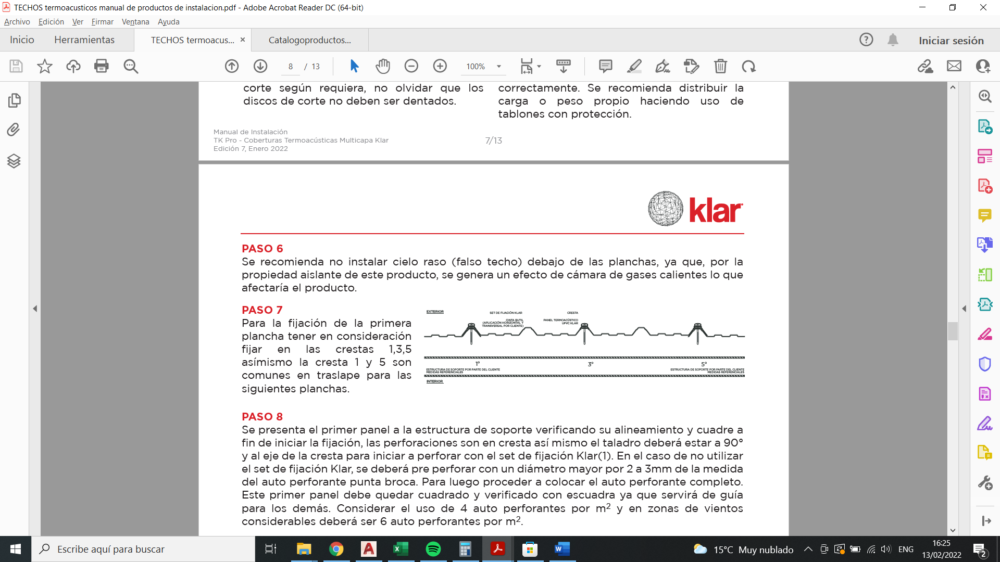 TECHOS termoacusticos manual de productos de instalacion.pdf - Adobe Acrobat Reader DC (64-bit)
Archivo Edición Ver Firmar Ventana Ayuda
Inicio Herramientas TECHOS termoacus... × Catalogoproductos... Iniciar sesión
8 / 13 100%
corte según requiera, no olvidar que los
discos de corte no deben ser dentados.
correctamente. Se recomienda distribuir la
carga o peso propio haciendo uso de
tablones con protección.
Manual de Instalación
TK Pro - Coberturas Termoacústicas Multicapa Klar
Edición 7, Enero 2022
7/13
klar
PASO 6
Se recomienda no instalar cielo raso (falso techo) debajo de las planchas, ya que, por la
propiedad aislante de este producto, se genera un efecto de cámara de gases calientes lo que
afectaría el producto.
PASO 7
Para la fijación de la primera
plancha tener en consideración
fijar en las crestas 1,3,5
asímismo la cresta 1 y 5 son
comunes en traslape para las
siguientes planchas.
EXTERIOR
SET DE FIJACIÓN KLAR
CRESTA
CINTA BUTIL
(APLICACIÓN HORIZONTAL Y
TRANSVERSAL POR CLIENTE)
PANEL TERMOACÚSTICO
UPVC KLAR
1° 3° 5°
ESTRUCTURA DE SOPORTE POR PARTE DEL CLIENTE
MEDIDAS REFERENCIALES
ESTRUCTURA DE SOPORTE POR PARTE DEL CLIENTE
MEDIDAS REFERENCIALES
INTERIOR
PASO 8
Se presenta el primer panel a la estructura de soporte verificando su alineamiento y cuadre a
fin de iniciar la fijación, las perforaciones son en cresta así mismo el taladro deberá estar a 90°
y al eje de la cresta para iniciar a perforar con el set de fijación Klar(1). En el caso de no utilizar
el set de fijación Klar, se deberá pre perforar con un diámetro mayor por 2 a 3mm de la medida
del auto perforante punta broca. Para luego proceder a colocar el auto perforante completo.
Este primer panel debe quedar cuadrado y verificado con escuadra ya que servirá de guía
para los demás. Considerar el uso de 4 auto perforantes por m² y en zonas de vientos
considerables deberá ser 6 auto perforantes por m².
Escribe aquí para buscar
15°C Muy nublado
ENG
16:25
13/02/2022
2